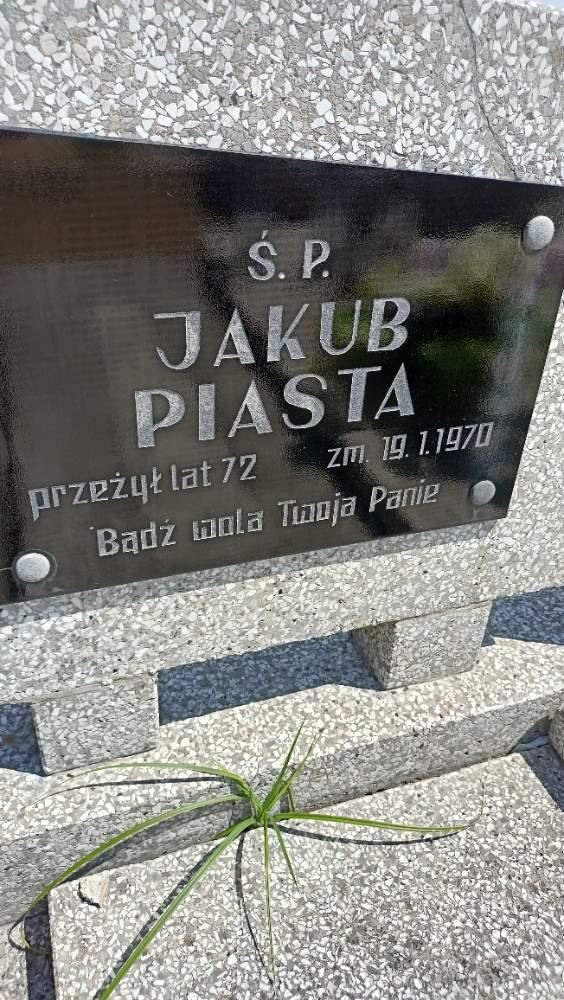 Ś. P.
JAKUB
PIASTA
przeżył lat 72 zm. 19. 1. 1970
Bądź wola Twoja Panie